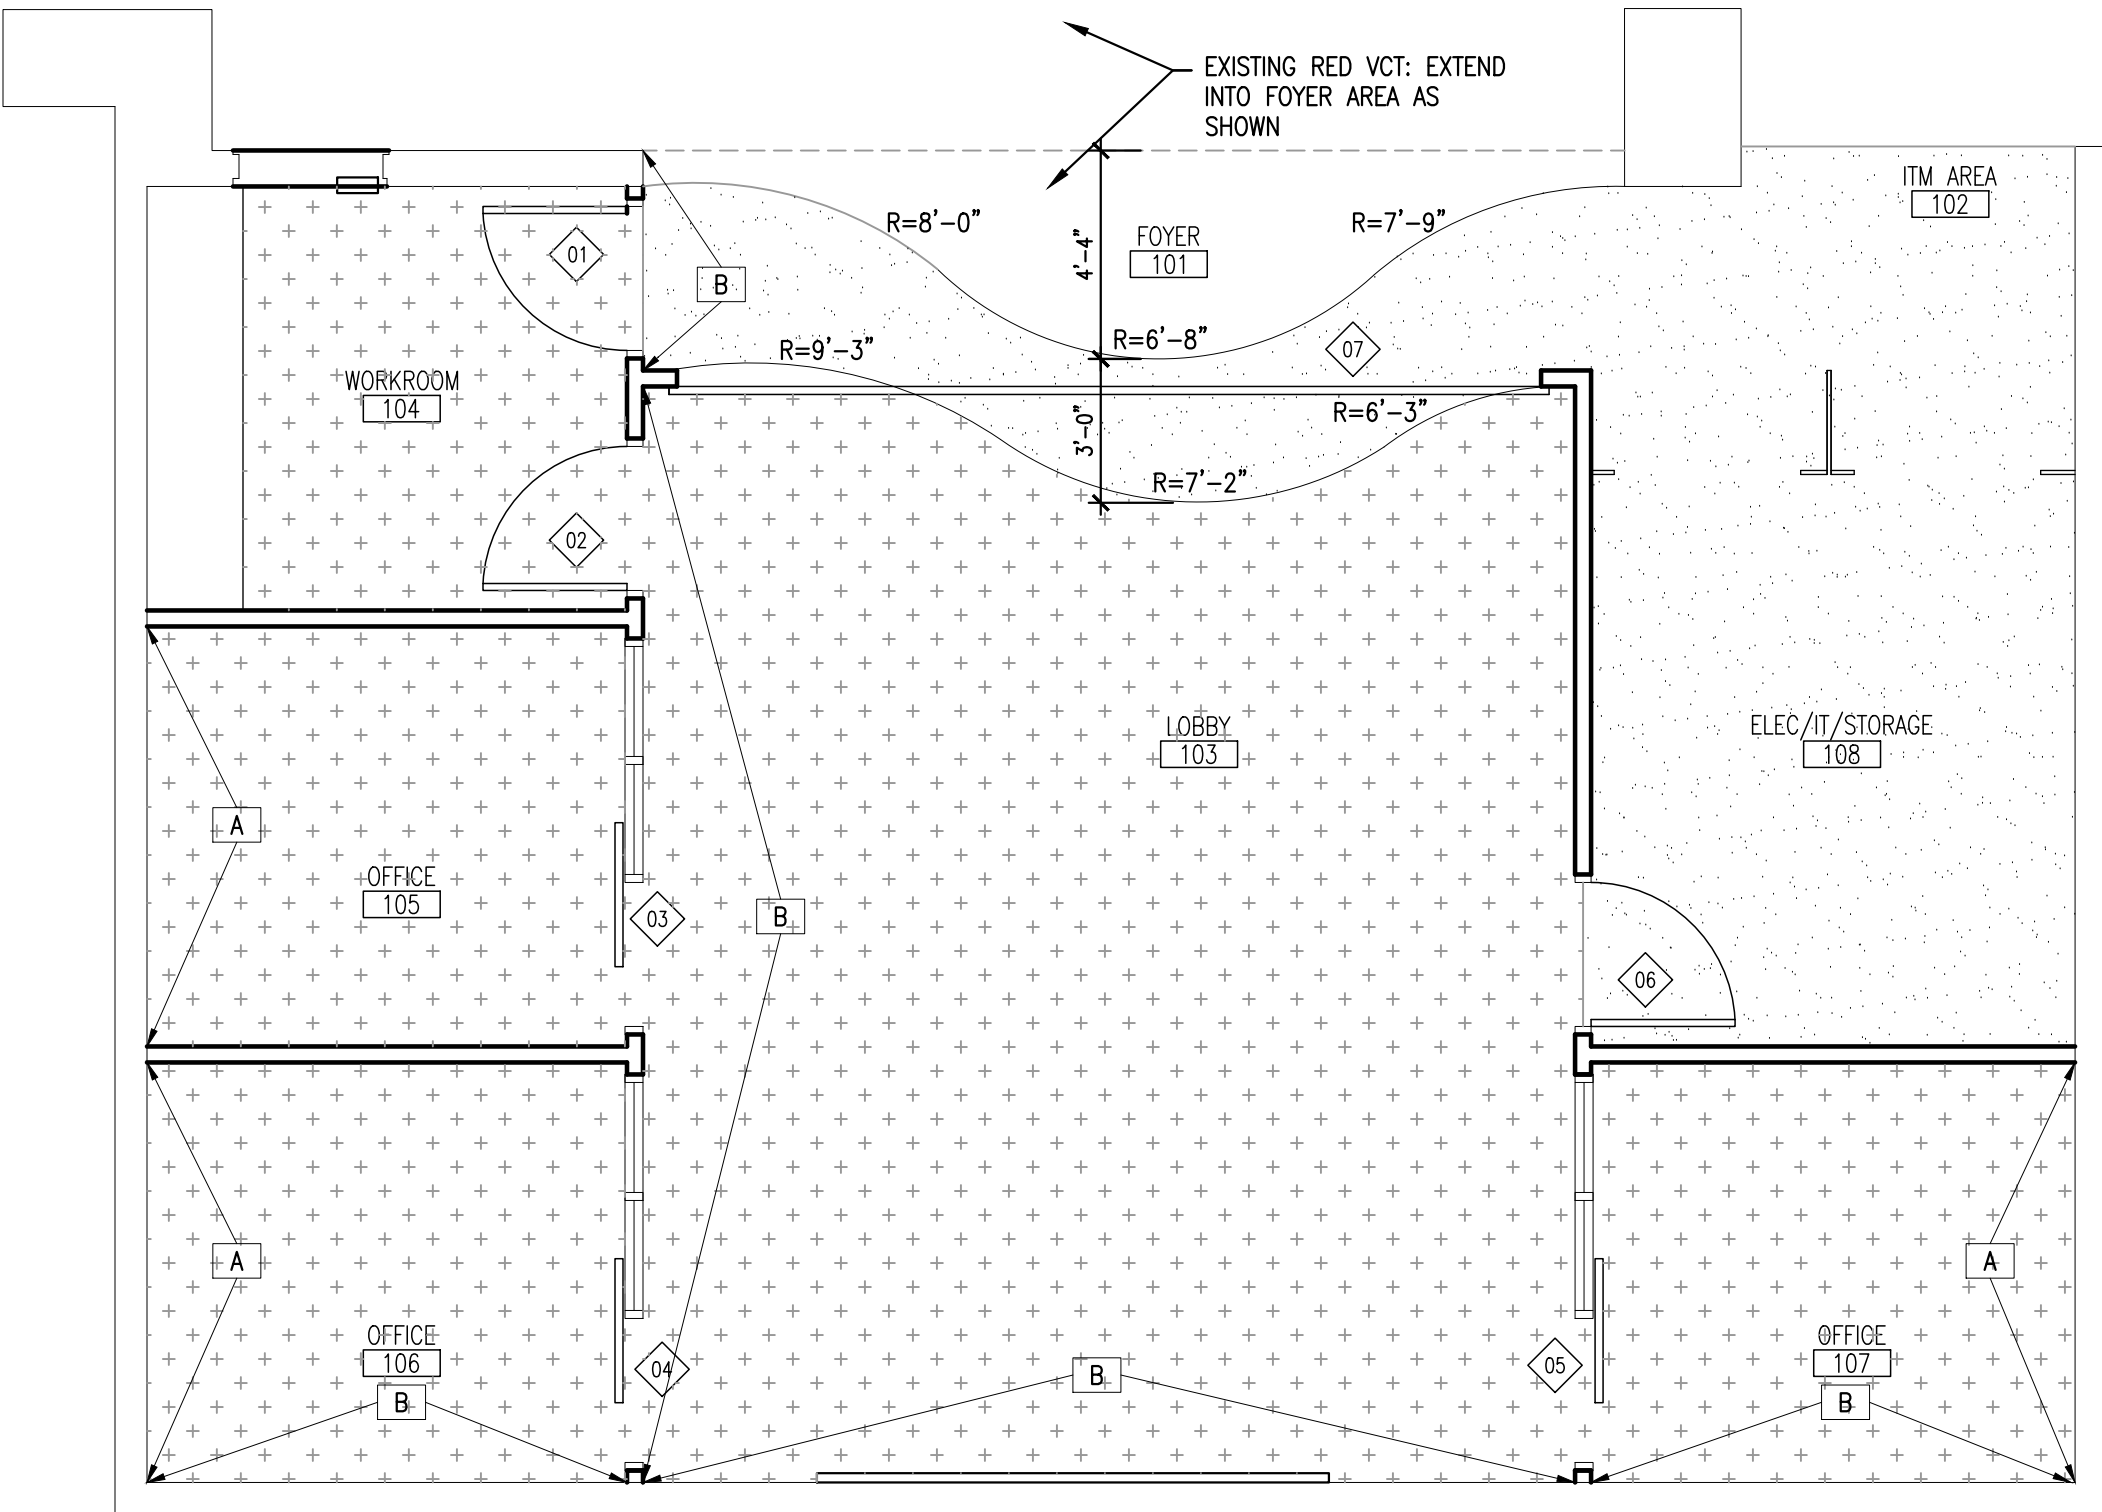 EXISTING RED VCT: EXTEND
INTO FOYER AREA AS
SHOWN
ITM AREA
102
R=8'-0"
R=7'-9"
FOYER
101
4'-4"
01
B
R=6'-8"
07
R=9'-3"
WORKROOM
104
R=6'-3"
3'-0"
R=7'-2"
02
LOBBY
103
ELEC/IT/STORAGE
108
A
OFFICE
105
03
B
06
A
A
OFFICE
106
04
B
05
OFFICE
107
B
B